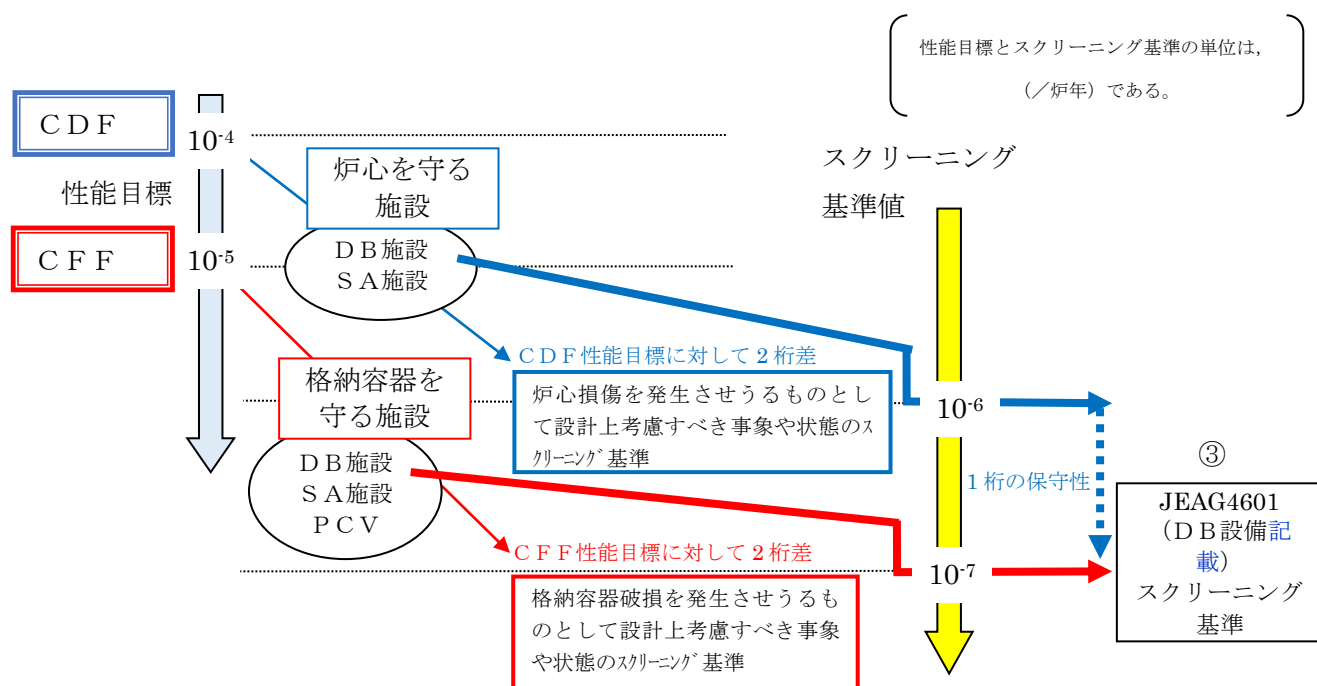 性能目標とスクリーニング基準の単位は,
(／炉年) である。
ＣＤＦ
10-4
性能目標
ＣＦＦ
10-5
炉心を守る
施設
ＤＢ施設
ＳＡ施設
スクリーニング
基準値
ＣＤＦ性能目標に対して２桁差
炉心損傷を発生させうるものとし
て設計上考慮すべき事象や状態のｽ
ｸﾘｰﾆﾝｸﾞ基準
10-6
格納容器を
守る施設
ＤＢ施設
ＳＡ施設
ＰＣＶ
１桁の保守性
③
JEAG4601
（ＤＢ設備記
載）
スクリーニング
基準
ＣＦＦ性能目標に対して２桁差
10-7
格納容器破損を発生させうるも
のとして設計上考慮すべき事象
や状態のｽｸﾘｰﾆﾝｸﾞ基準